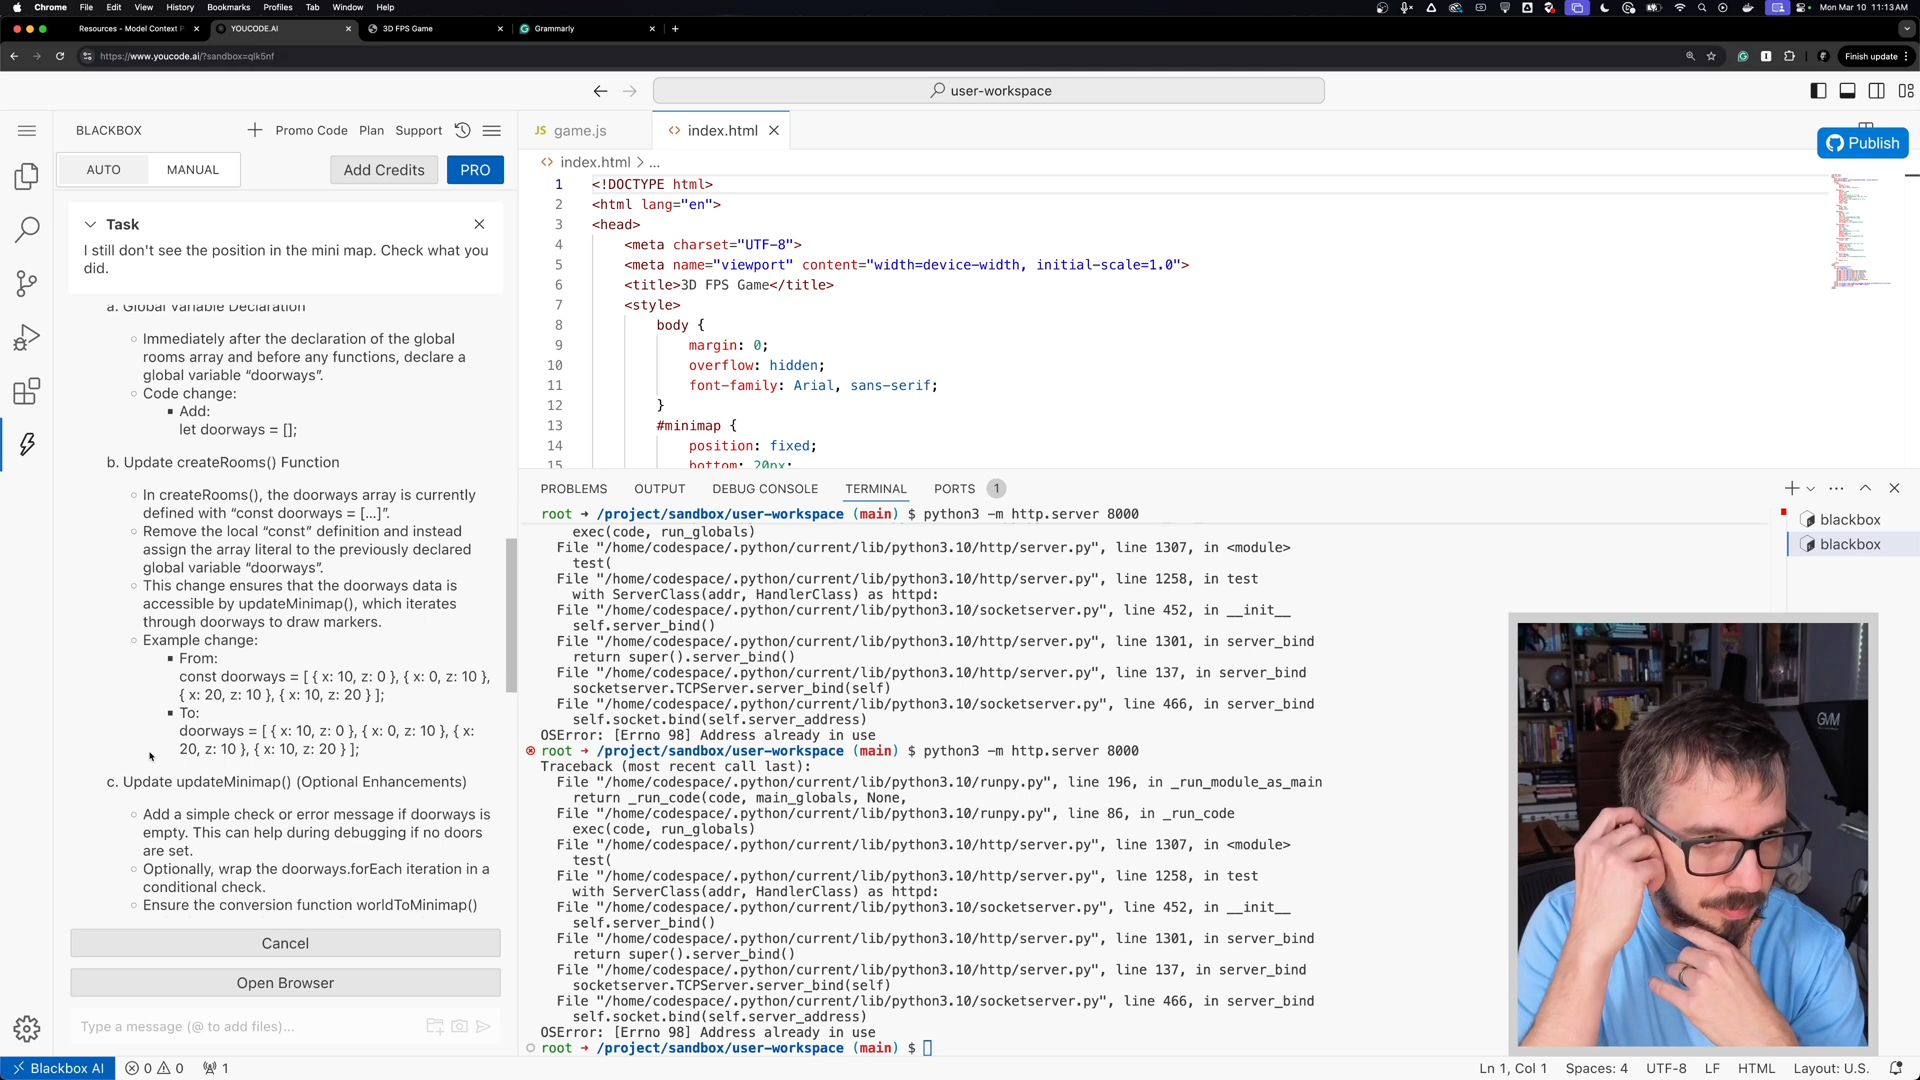 Chrome File Edit View History Bookmarks Profiles Tab Window Help
Mon Mar 10 11:13 AM
Resources - Model Context P
YOUCODE.AI
3D FPS Game
Grammarly
https://www.youcode.ai/?sandbox=qlk5nf
Finish update
user-workspace
BLACKBOX
Promo Code Plan Support
JS game.js
<> index.html
Publish
AUTO MANUAL
Add Credits PRO
<> index.html > ...
Task
I still don't see the position in the mini map. Check what you
did.
a. Global Variable Declaration
Immediately after the declaration of the global
rooms array and before any functions, declare a
global variable “doorways”.
Code change:
Add:
let doorways = [];
b. Update createRooms() Function
In createRooms(), the doorways array is currently
defined with “const doorways = [...]”.
Remove the local “const” definition and instead
assign the array literal to the previously declared
global variable “doorways”.
This change ensures that the doorways data is
accessible by updateMinimap(), which iterates
through doorways to draw markers.
Example change:
From:
const doorways = [ { x: 10, z: 0 }, { x: 0, z: 10 },
{ x: 20, z: 10 }, { x: 10, z: 20 } ];
To:
doorways = [ { x: 10, z: 0 }, { x: 0, z: 10 }, { x:
20, z: 10 }, { x: 10, z: 20 } ];
c. Update updateMinimap() (Optional Enhancements)
Add a simple check or error message if doorways is
empty. This can help during debugging if no doors
are set.
Optionally, wrap the doorways.forEach iteration in a
conditional check.
Ensure the conversion function worldToMinimap()
Cancel
Open Browser
Type a message (@ to add files)...
1 <!DOCTYPE html>
2 <html lang="en">
3 <head>
4 <meta charset="UTF-8">
5 <meta name="viewport" content="width=device-width, initial-scale=1.0">
6 <title>3D FPS Game</title>
7 <style>
8 body {
9 margin: 0;
10 overflow: hidden;
11 font-family: Arial, sans-serif;
12 }
13 #minimap {
14 position: fixed;
15 bottom: 20px;
PROBLEMS OUTPUT DEBUG CONSOLE TERMINAL PORTS 1
root → /project/sandbox/user-workspace (main) $ python3 -m http.server 8000
exec(code, run_globals)
File "/home/codespace/.python/current/lib/python3.10/http/server.py", line 1307, in <module>
test(
File "/home/codespace/.python/current/lib/python3.10/http/server.py", line 1258, in test
with ServerClass(addr, HandlerClass) as httpd:
File "/home/codespace/.python/current/lib/python3.10/socketserver.py", line 452, in __init__
self.server_bind()
File "/home/codespace/.python/current/lib/python3.10/http/server.py", line 1301, in server_bind
return super().server_bind()
File "/home/codespace/.python/current/lib/python3.10/http/server.py", line 137, in server_bind
socketserver.TCPServer.server_bind(self)
File "/home/codespace/.python/current/lib/python3.10/socketserver.py", line 466, in server_bind
self.socket.bind(self.server_address)
OSError: [Errno 98] Address already in use
root → /project/sandbox/user-workspace (main) $ python3 -m http.server 8000
Traceback (most recent call last):
File "/home/codespace/.python/current/lib/python3.10/runpy.py", line 196, in _run_module_as_main
return _run_code(code, main_globals, None,
File "/home/codespace/.python/current/lib/python3.10/runpy.py", line 86, in _run_code
exec(code, run_globals)
File "/home/codespace/.python/current/lib/python3.10/http/server.py", line 1307, in <module>
test(
File "/home/codespace/.python/current/lib/python3.10/http/server.py", line 1258, in test
with ServerClass(addr, HandlerClass) as httpd:
File "/home/codespace/.python/current/lib/python3.10/socketserver.py", line 452, in __init__
self.server_bind()
File "/home/codespace/.python/current/lib/python3.10/http/server.py", line 1301, in server_bind
return super().server_bind()
File "/home/codespace/.python/current/lib/python3.10/http/server.py", line 137, in server_bind
socketserver.TCPServer.server_bind(self)
File "/home/codespace/.python/current/lib/python3.10/socketserver.py", line 466, in server_bind
self.socket.bind(self.server_address)
OSError: [Errno 98] Address already in use
root → /project/sandbox/user-workspace (main) $
blackbox
blackbox
GVM
Blackbox AI 0 0 1
Ln 1, Col 1 Spaces: 4 UTF-8 LF HTML Layout: U.S.